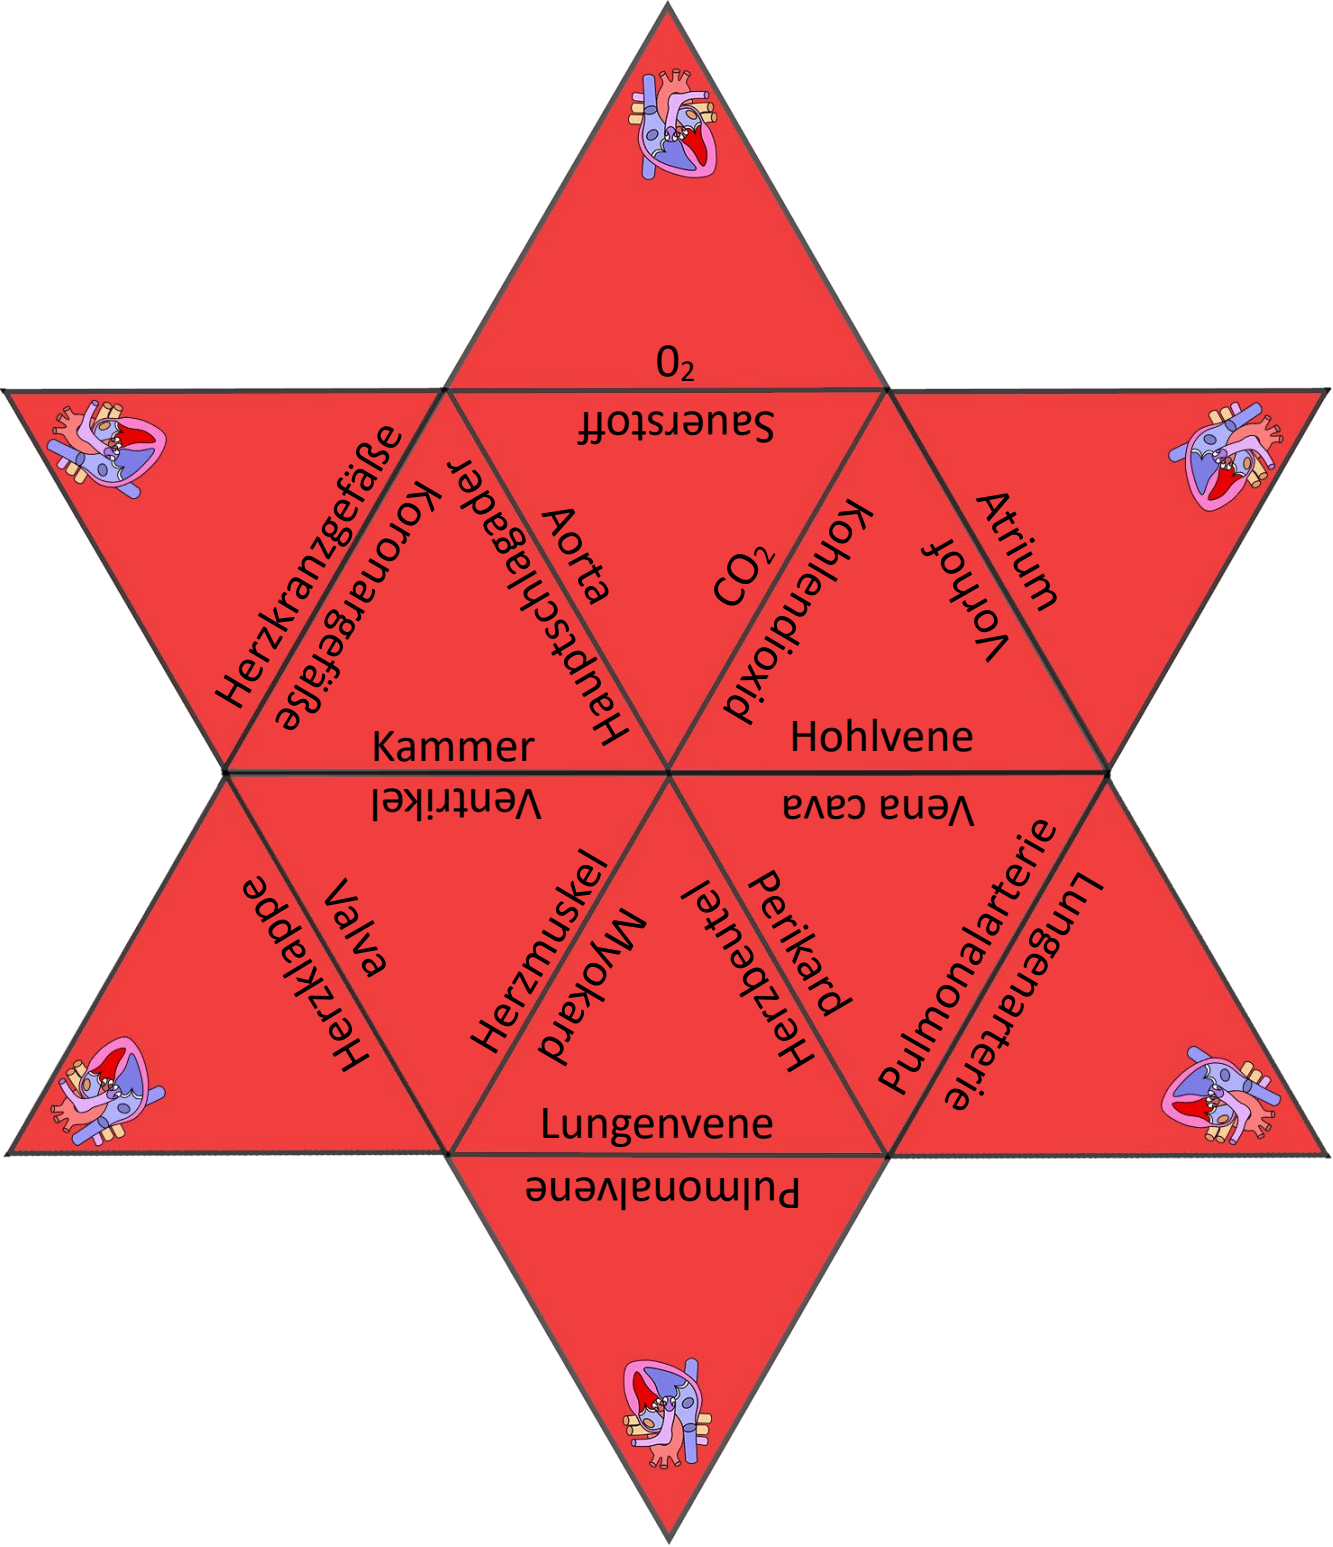 0₂
Sauerstoff
Herzkranzgefäße
Koronargefäße
Hauptschlagader
Aorta
CO₂
Kohlendioxid
Vorhof
Atrium
Kammer
Ventrikel
Hohlvene
Vena cava
Herzklappe
Valva
Herzmuskel
Myokard
Herzbeutel
Perikard
Pulmonalarterie
Lungenarterie
Lungenvene
Pulmonalvene